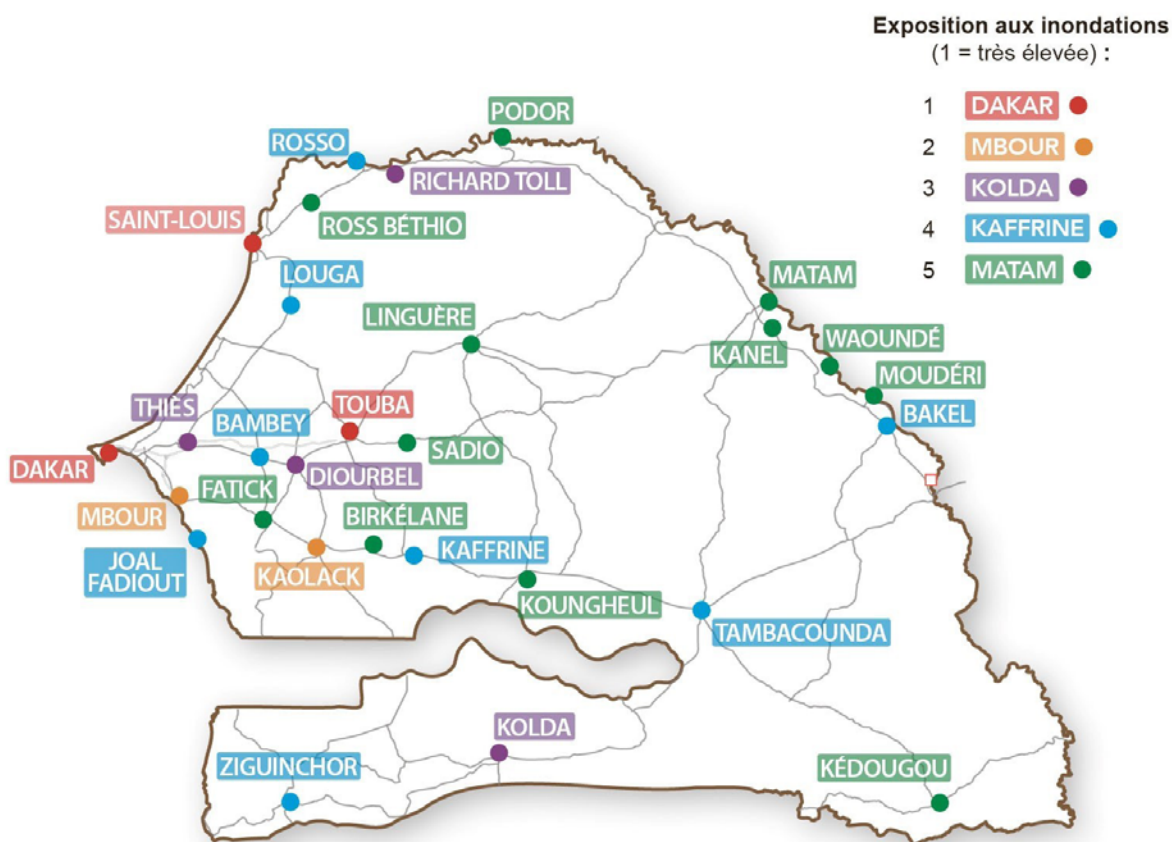 Exposition aux inondations
(1 = très élevée) :
1 DAKAR
2 MBOUR
3 KOLDA
4 KAFFRINE
5 MATAM
PODOR
ROSSO
RICHARD TOLL
ROSS BÉTHIO
SAINT-LOUIS
LOUGA
MATAM
LINGUÈRE
KANEL
WAOUNDÉ
MOUDÉRI
BAKEL
THIÈS
BAMBEY
TOUBA
SADIO
DAKAR
DIOURBEL
FATICK
MBOUR
BIRKÉLANE
JOAL
FADIOUT
KAOLACK
KAFFRINE
KOUNGHEUL
TAMBACOUNDA
KOLDA
ZIGUINCHOR
KÉDOUGOU